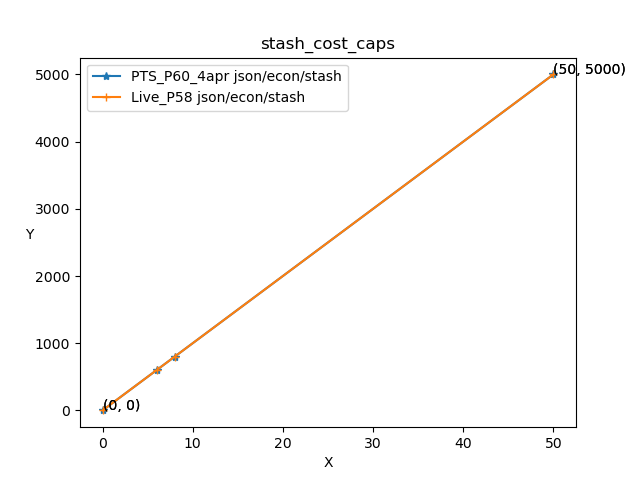 stash_cost_caps
PTS_P60_4apr json/econ/stash
Live_P58 json/econ/stash
(50, 5000)
(0, 0)
Y
5000
4000
3000
2000
1000
0
0 10 20 30 40 50
X